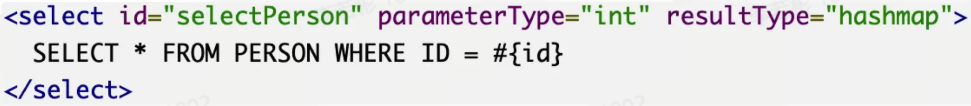 <select id="selectPerson" parameterType="int" resultType="hashmap">
  SELECT * FROM PERSON WHERE ID = #{id}
</select>